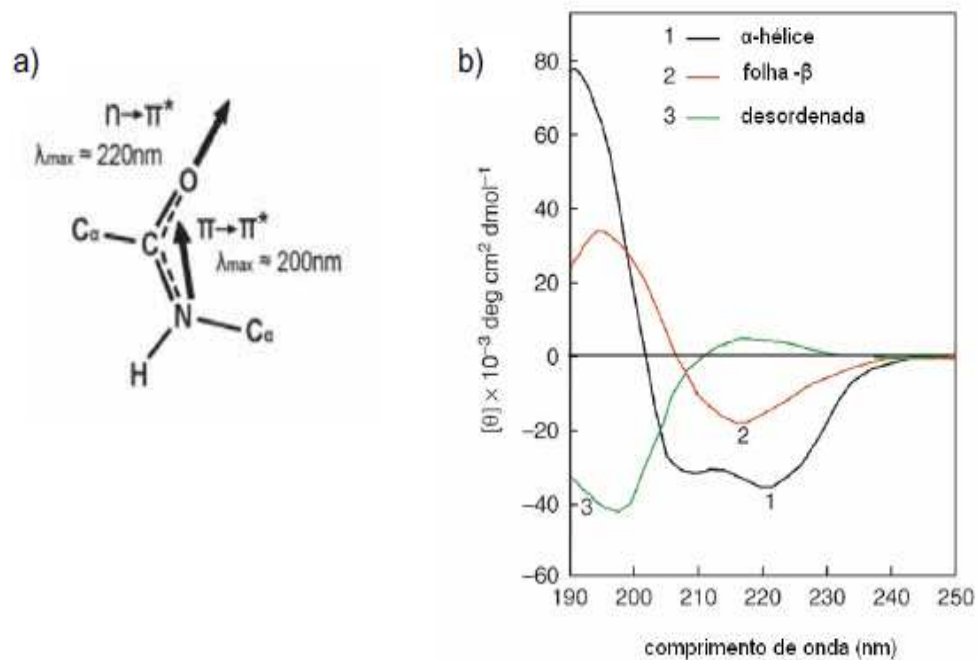 a)
n→π*
λmax ≈ 220nm
O
π→π*
λmax ≈ 200nm
Cα
C
N
Cα
H
b)
1 α-hélice
2 folha -β
3 desordenada
[θ] × 10⁻³ deg cm² dmol⁻¹
80
60
40
20
0
−20
−40
−60
2
1
3
190 200 210 220 230 240 250
comprimento de onda (nm)